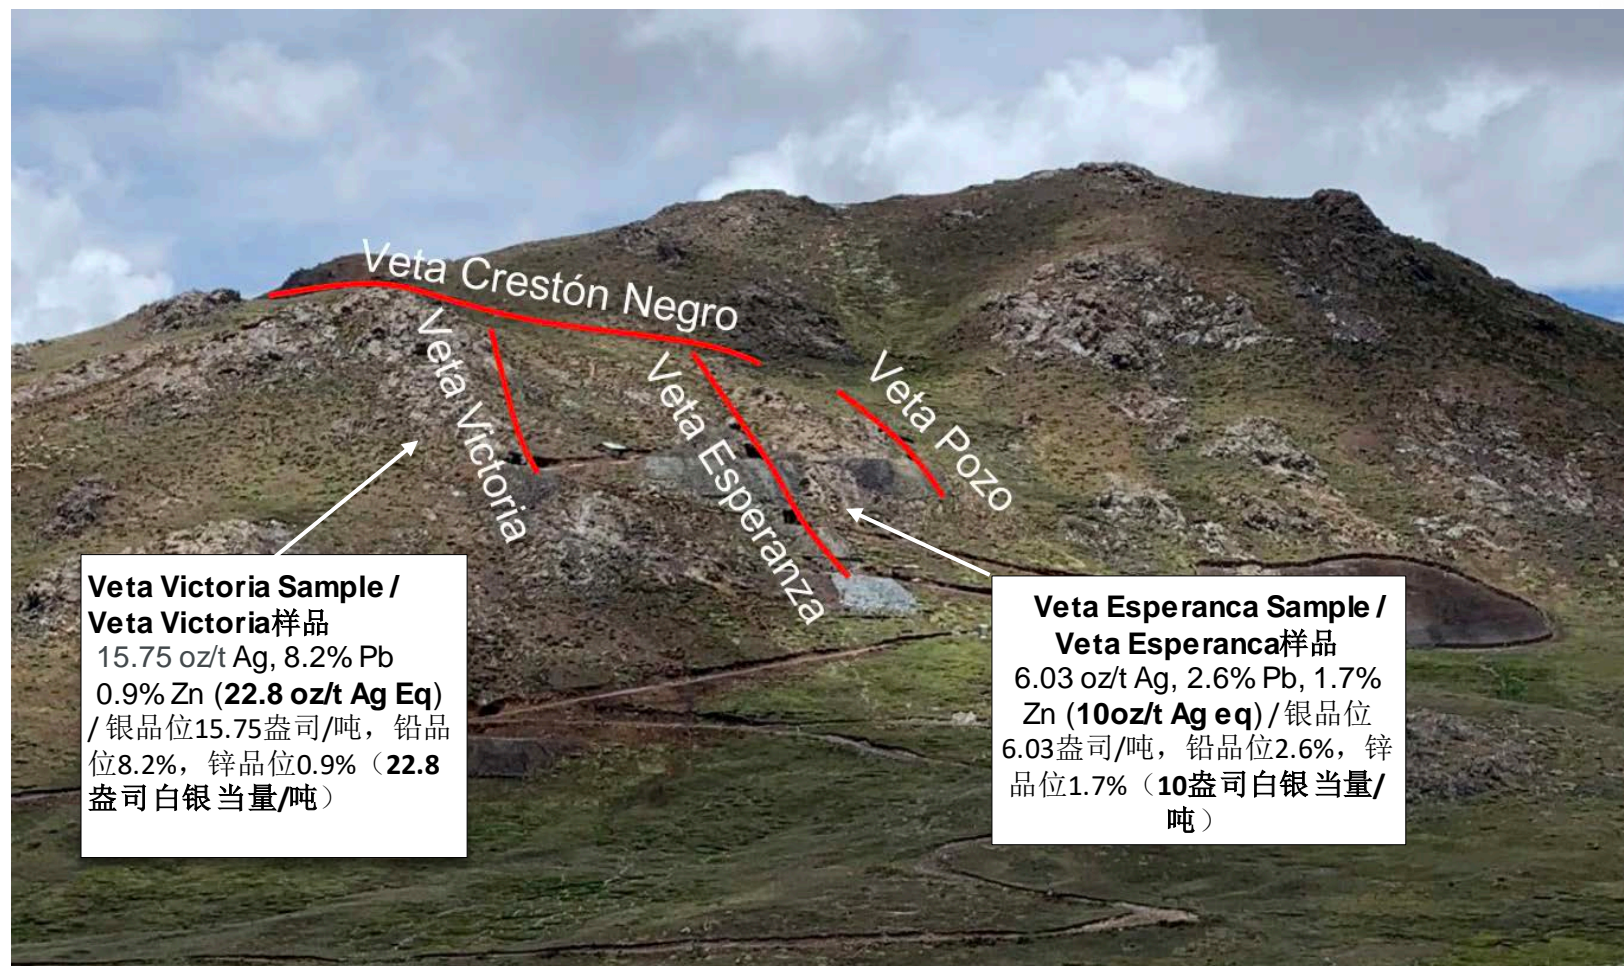 Veta Crestón Negro
Veta Victoria
Veta Esperanza
Veta Pozo
Veta Victoria Sample /
Veta Victoria样品
15.75 oz/t Ag, 8.2% Pb
0.9% Zn (22.8 oz/t Ag Eq)
/ 银品位15.75盎司/吨，铅品
位8.2%，锌品位0.9%（22.8
盎司白银当量/吨）
Veta Esperanca Sample /
Veta Esperanca样品
6.03 oz/t Ag, 2.6% Pb, 1.7%
Zn (10oz/t Ag eq) / 银品位
6.03盎司/吨，铅品位2.6%，锌
品位1.7%（10盎司白银当量/
吨）